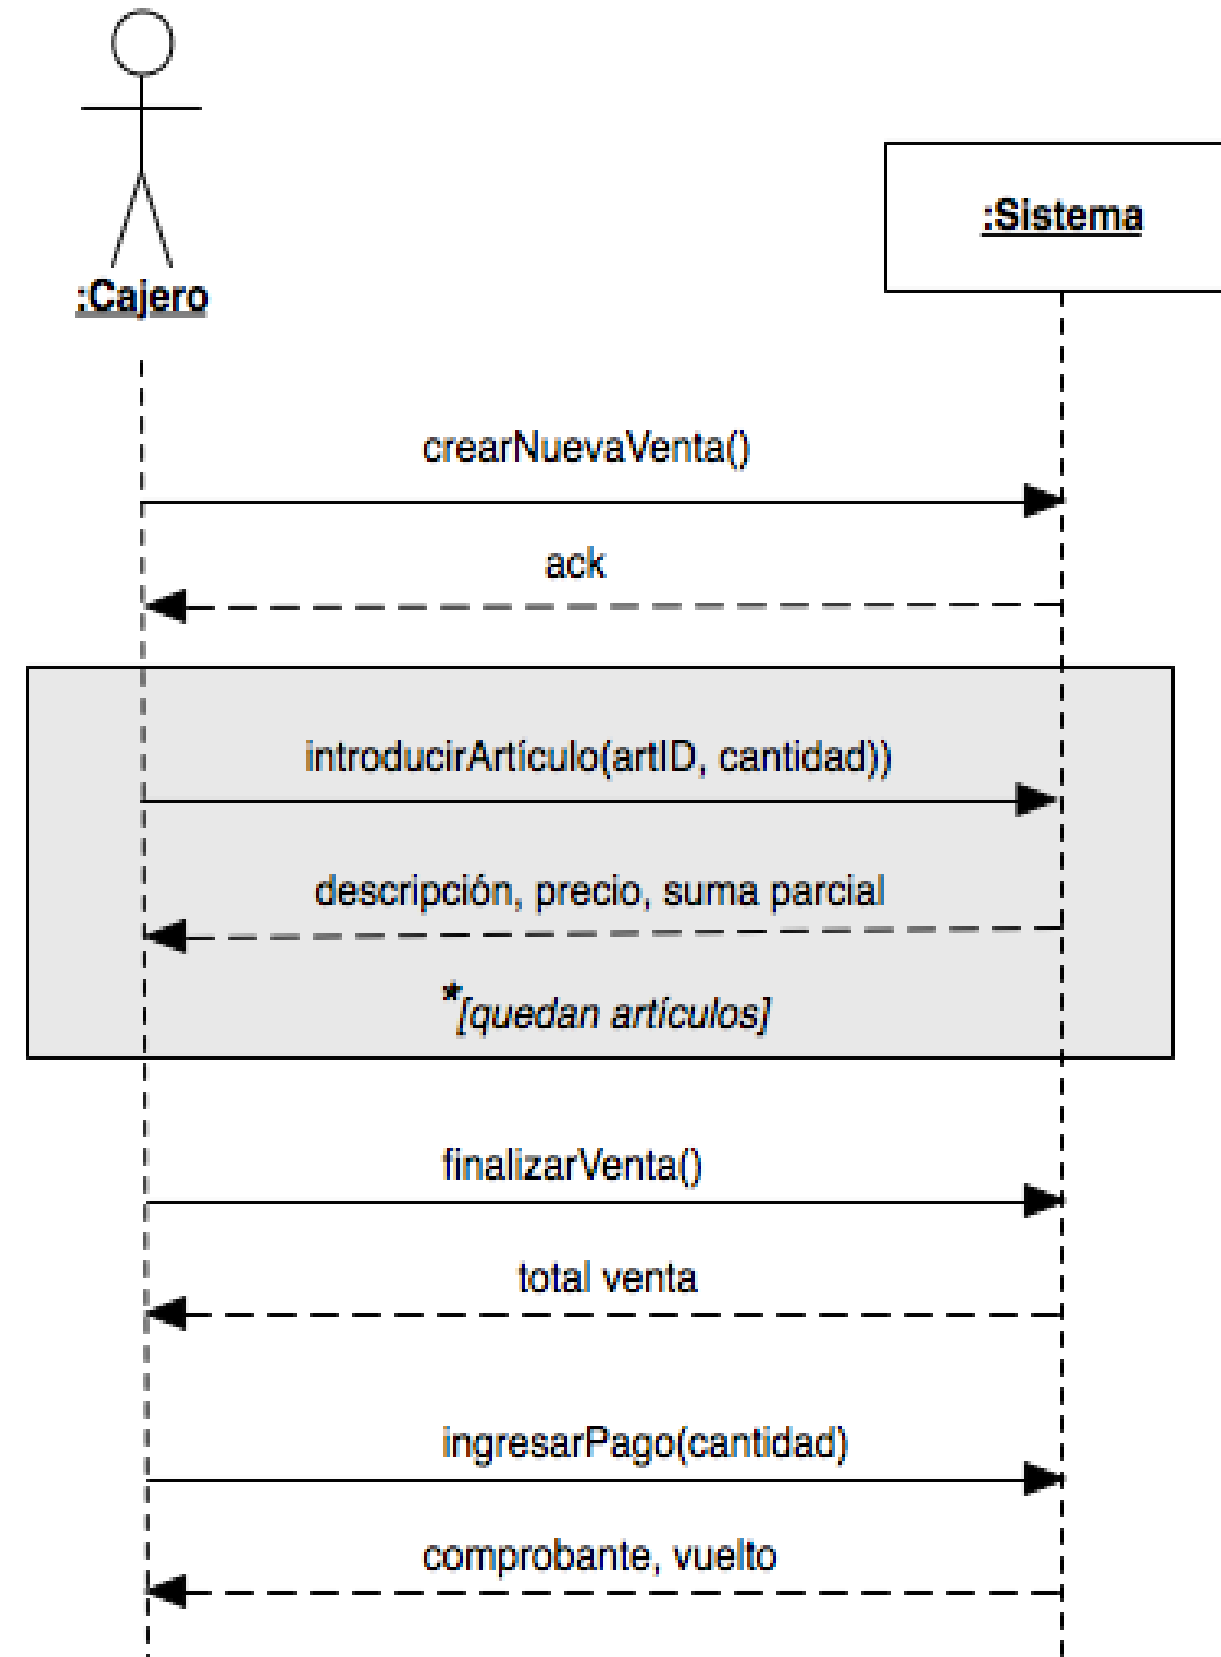 :Cajero
:Sistema
crearNuevaVenta()
ack
introducirArtículo(artID, cantidad))
descripción, precio, suma parcial
*[quedan artículos]
finalizarVenta()
total venta
ingresarPago(cantidad)
comprobante, vuelto